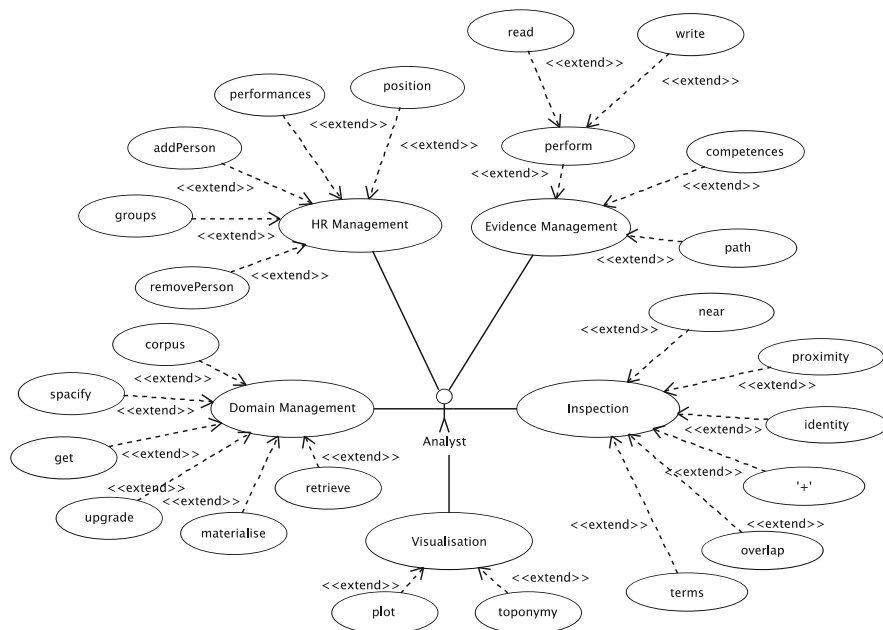 read
write
<<extend>>
<<extend>>
performances
position
<<extend>>
addPerson
<<extend>>
perform
competences
<<extend>>
<<extend>>
<<extend>>
groups
HR Management
Evidence Management
<<extend>>
path
<<extend>>
<<extend>>
removePerson
near
<<extend>>
corpus
proximity
<<extend>>
<<extend>>
spacify
<<extend>>
Domain Management
Inspection
identity
<<extend>>
Analyst
get
<<extend>>
<<extend>>
<<extend>>
'+'
retrieve
<<extend>>
<<extend>>
upgrade
materialise
<<extend>>
<<extend>>
Visualisation
overlap
<<extend>>
<<extend>>
terms
plot
toponymy